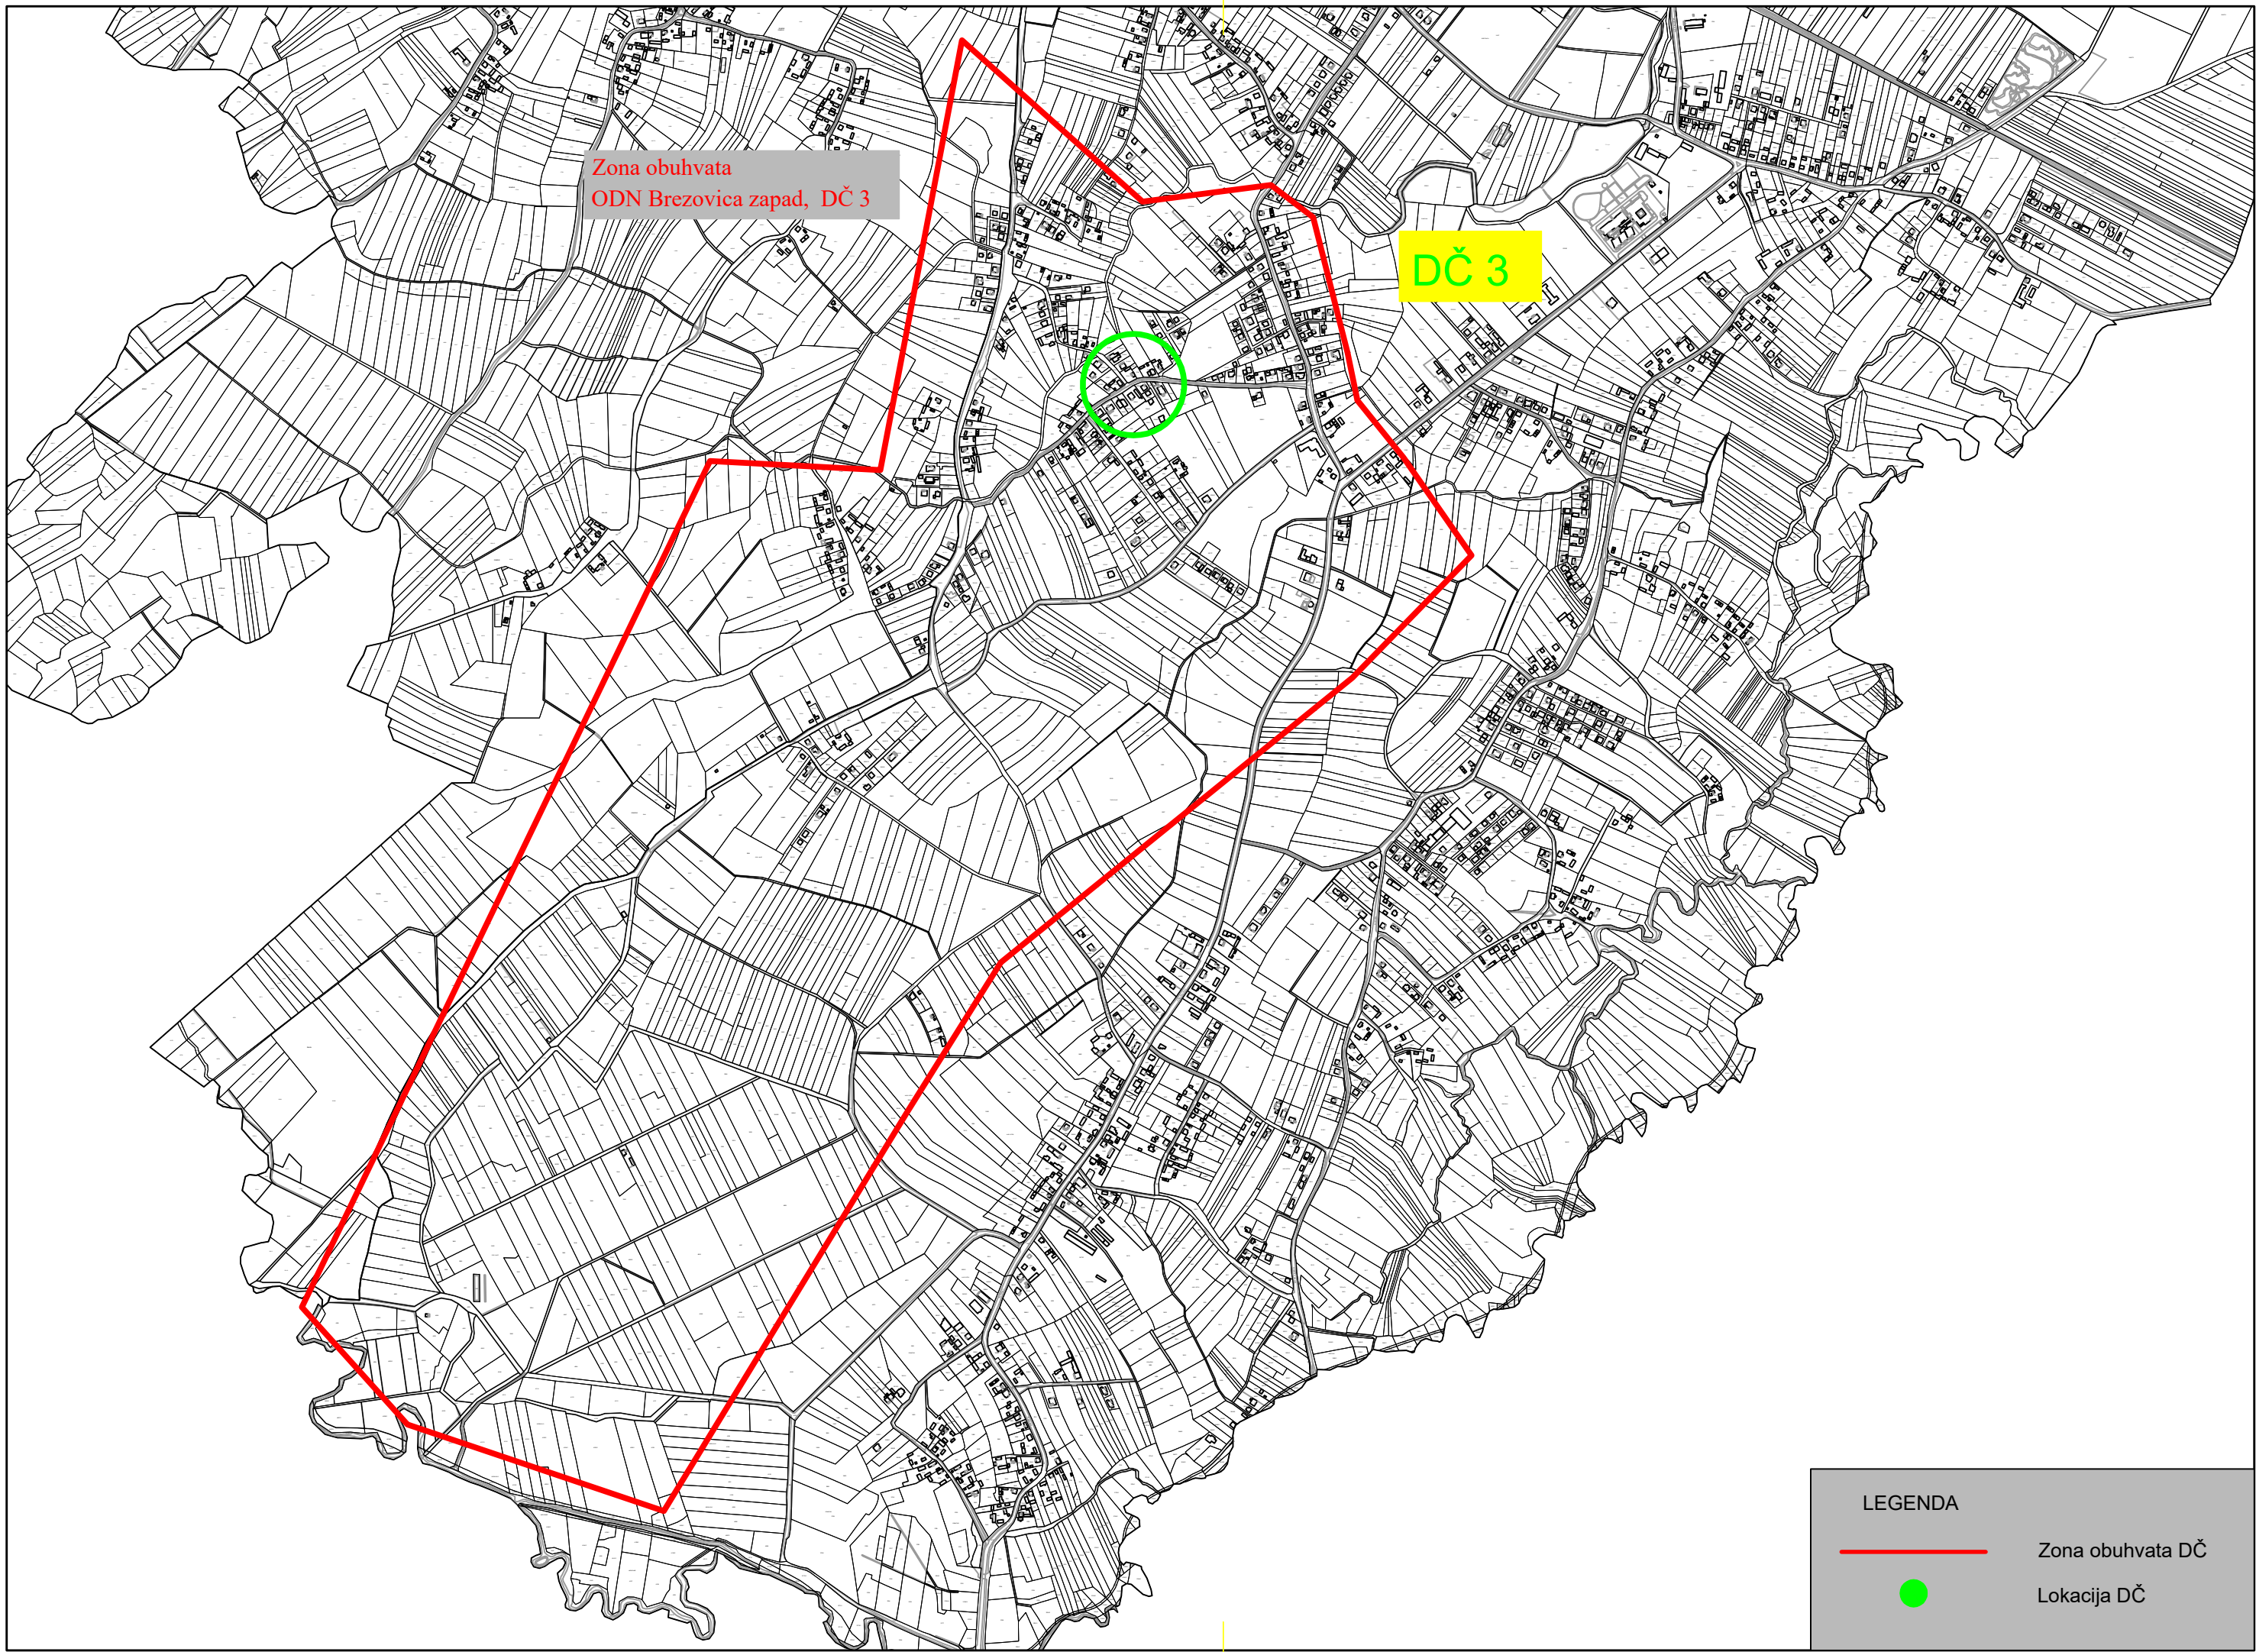 Zona obuhvata
ODN Brezovica zapad, DČ 3
DČ 3
LEGENDA
Zona obuhvata DČ
Lokacija DČ